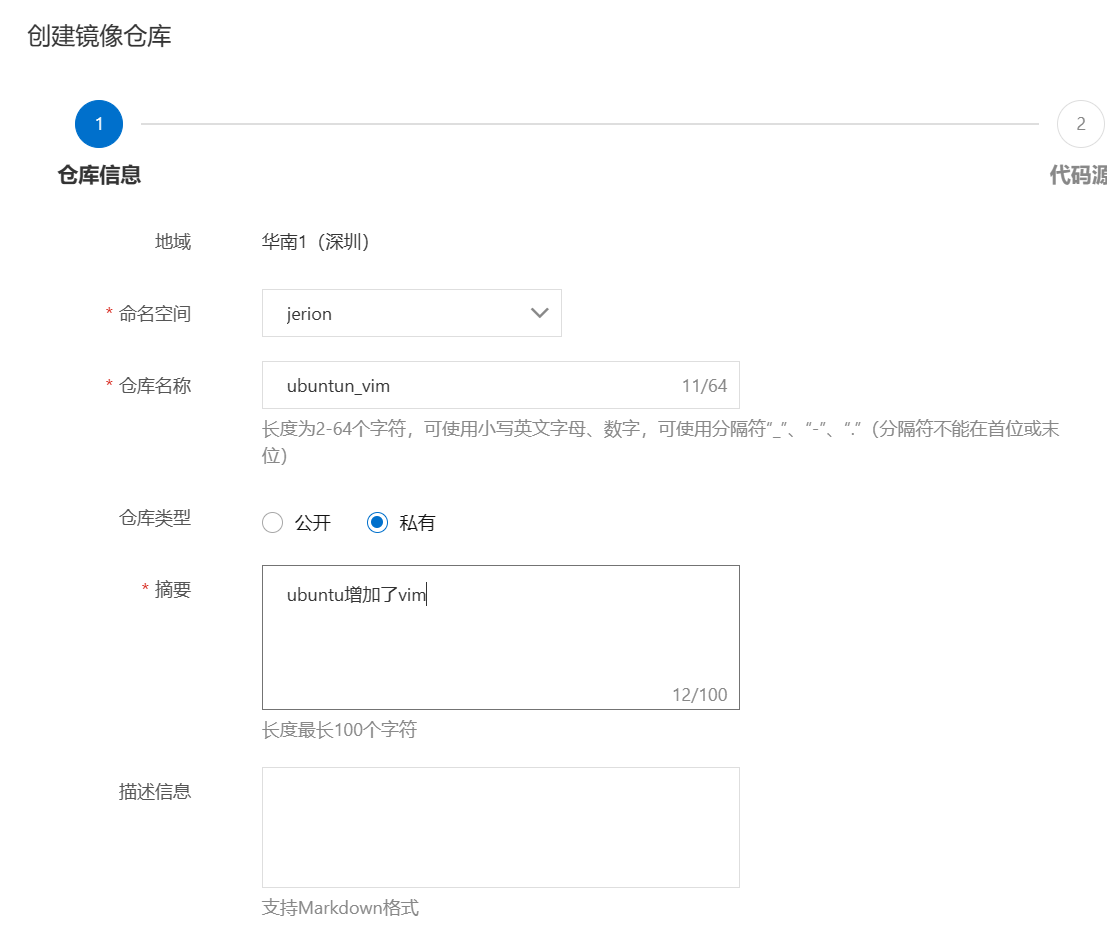 创建镜像仓库
1
2
仓库信息
代码源
地域
华南1（深圳）
* 命名空间
jerion
* 仓库名称
ubuntun_vim
11/64
长度为2-64个字符，可使用小写英文字母、数字，可使用分隔符“_”、“-”、“.”（分隔符不能在首位或末
位）
仓库类型
公开
私有
* 摘要
ubuntu增加了vim
12/100
长度最长100个字符
描述信息
支持Markdown格式